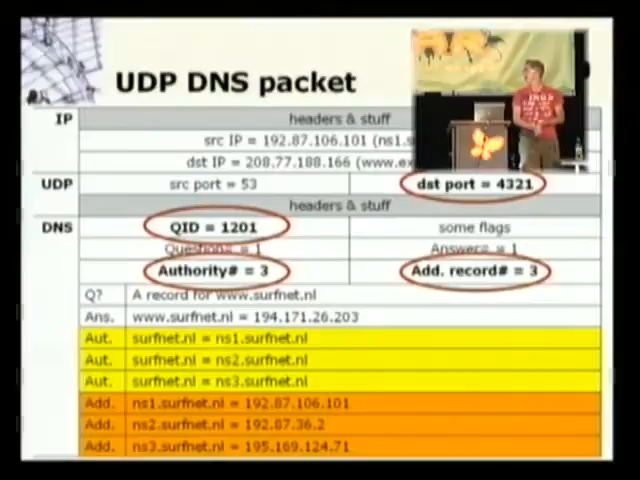 UDP DNS packet
IP
headers & stuff
src IP = 192.87.106.101 (ns1.s
dst IP = 208.77.188.166 (www.ex
UDP
src port = 53
dst port = 4321
headers & stuff
DNS
QID = 1201
some flags
Question# = 1
Answer# = 1
Authority# = 3
Add. record# = 3
Q? A record for www.surfnet.nl
Ans. www.surfnet.nl = 194.171.26.203
Aut. surfnet.nl = ns1.surfnet.nl
Aut. surfnet.nl = ns2.surfnet.nl
Aut. surfnet.nl = ns3.surfnet.nl
Add. ns1.surfnet.nl = 192.87.106.101
Add. ns2.surfnet.nl = 192.87.36.2
Add. ns3.surfnet.nl = 195.169.124.71